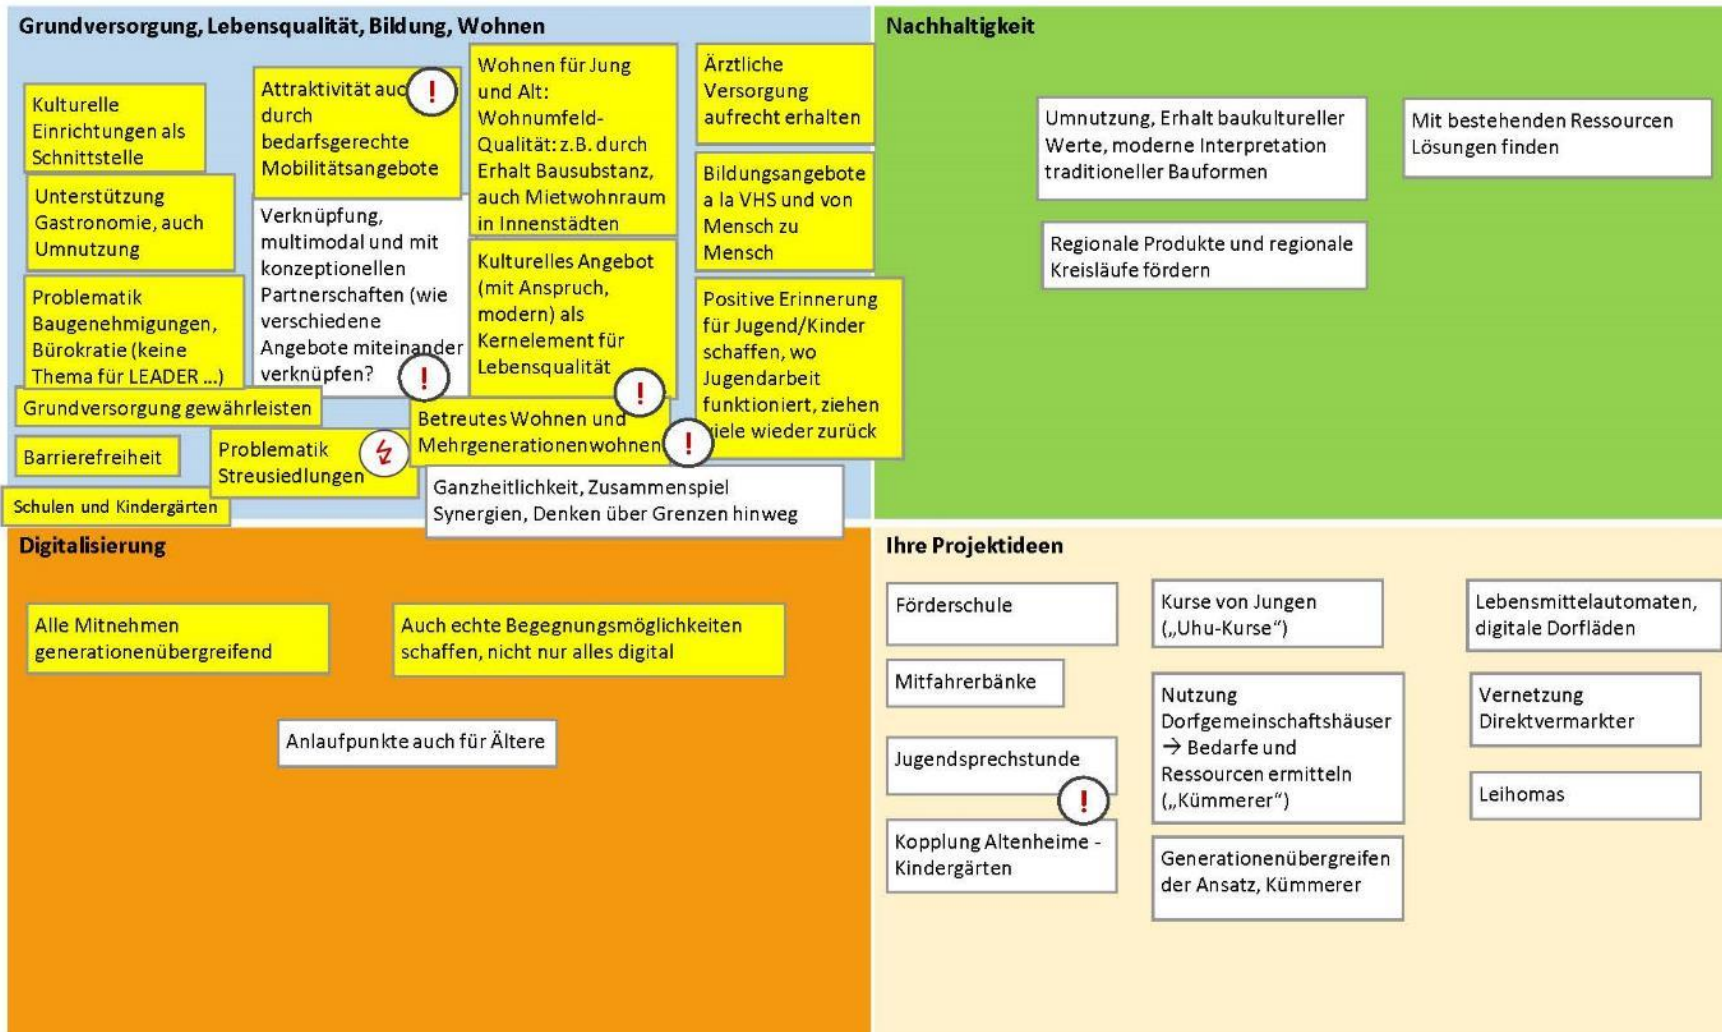 Grundversorgung, Lebensqualität, Bildung, Wohnen
Kulturelle
Einrichtungen als
Schnittstelle
Unterstützung
Gastronomie, auch
Umnutzung
Problematik
Baugenehmigungen,
Bürokratie (keine
Thema für LEADER ...)
Grundversorgung gewährleisten
Barrierefreiheit
Schulen und Kindergärten
Attraktivität auc
durch
bedarfsgerechte
Mobilitätsangebote
!
Verknüpfung,
multimodal und mit
konzeptionellen
Partnerschaften (wie
verschiedene
Angebote miteinander
verknüpfen?
!
Problematik
Streusiedlungen
Wohnen für Jung
und Alt:
Wohnumfeld-
Qualität: z.B. durch
Erhalt Bausubstanz,
auch Mietwohnraum
in Innenstädten
Kulturelles Angebot
(mit Anspruch,
modern) als
Kernelement für
Lebensqualität
!
Betreutes Wohnen und
Mehrgenerationenwohnen
!
Ganzheitlichkeit, Zusammenspiel
Synergien, Denken über Grenzen hinweg
Ärztliche
Versorgung
aufrecht erhalten
Bildungsangebote
a la VHS und von
Mensch zu
Mensch
Positive Erinnerung
für Jugend/Kinder
schaffen, wo
Jugendarbeit
funktioniert, ziehen
viele wieder zurück
Nachhaltigkeit
Umnutzung, Erhalt baukultureller
Werte, moderne Interpretation
traditioneller Bauformen
Mit bestehenden Ressourcen
Lösungen finden
Regionale Produkte und regionale
Kreisläufe fördern
Digitalisierung
Alle Mitnehmen
generationenübergreifend
Auch echte Begegnungsmöglichkeiten
schaffen, nicht nur alles digital
Anlaufpunkte auch für Ältere
Ihre Projektideen
Förderschule
Mitfahrerbänke
Jugendsprechstunde
!
Kopplung Altenheime -
Kindergärten
Kurse von Jungen
(„Uhu-Kurse“)
Nutzung
Dorfgemeinschaftshäuser
→ Bedarfe und
Ressourcen ermitteln
(„Kümmerer“)
Generationenübergreifen
der Ansatz, Kümmerer
Lebensmittelautomaten,
digitale Dorfläden
Vernetzung
Direktvermarkter
Leihomas